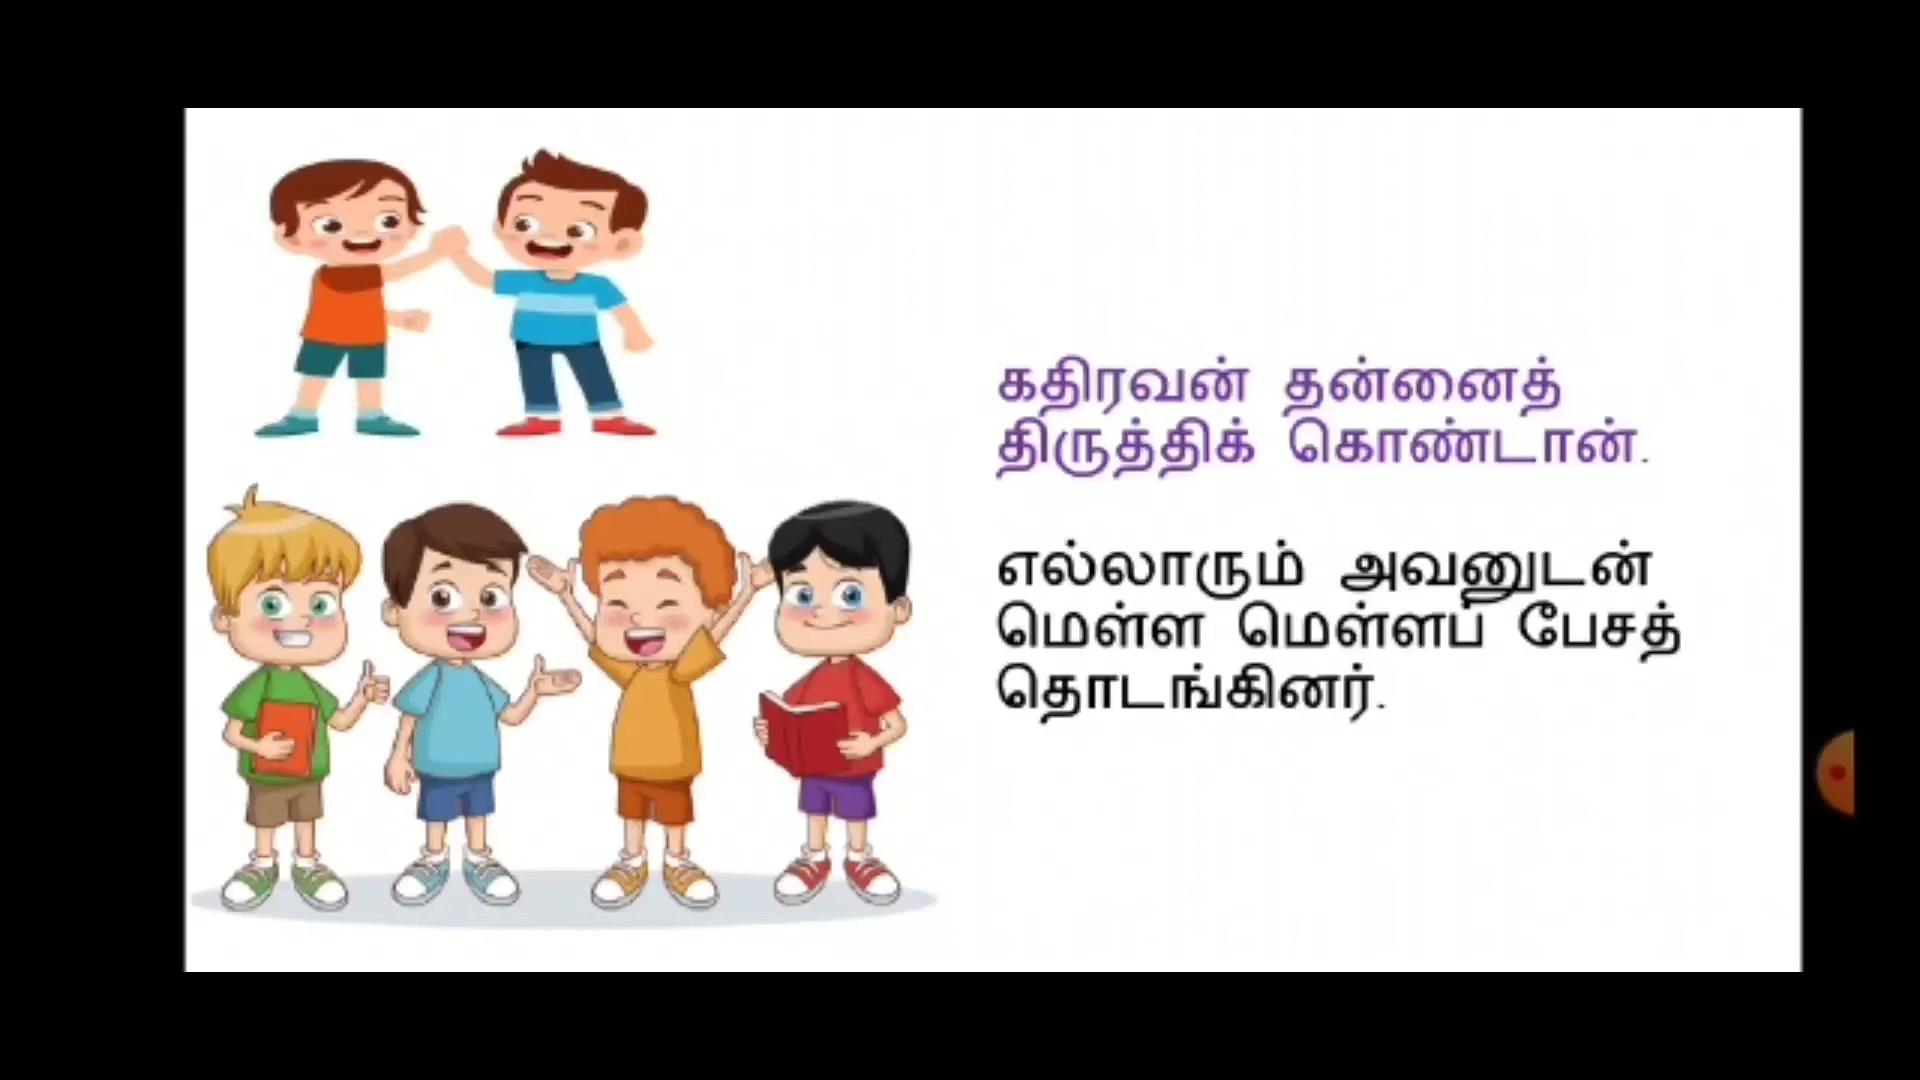 கதிரவன் தன்னைத்
திருத்திக் கொண்டான்.
எல்லாரும் அவனுடன்
மெள்ள மெள்ளப் பேசத்
தொடங்கினர்.